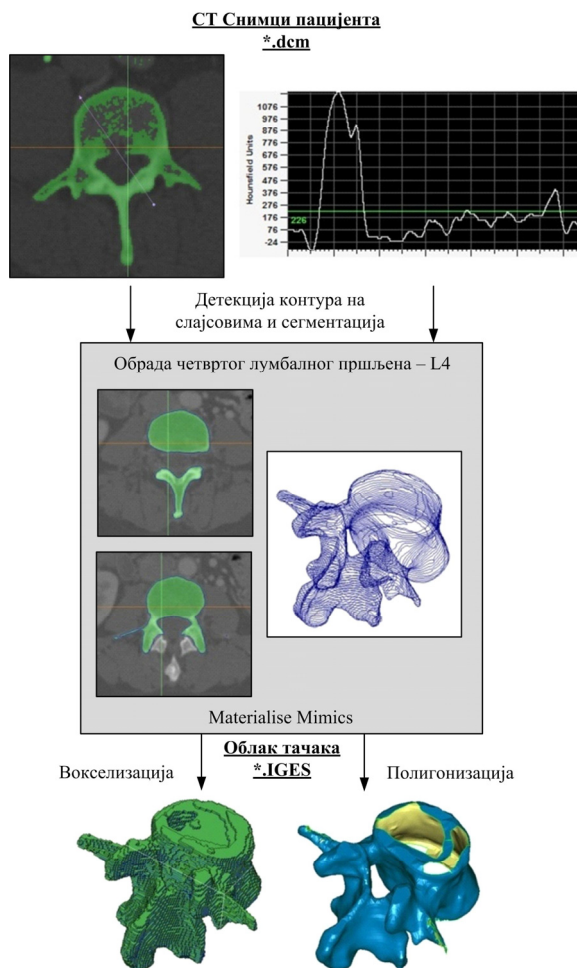 СТ Снимци пацијента
*.dcm
Hounsfield Units
1076
976
876
776
676
576
476
376
276
176
76
-24
226
Детекција контура на
слајсовима и сегментација
Обрада четвртог лумбалног пршљена – L4
Materialise Mimics
Облак тачака
*.IGES
Вокселизација
Полигонизација